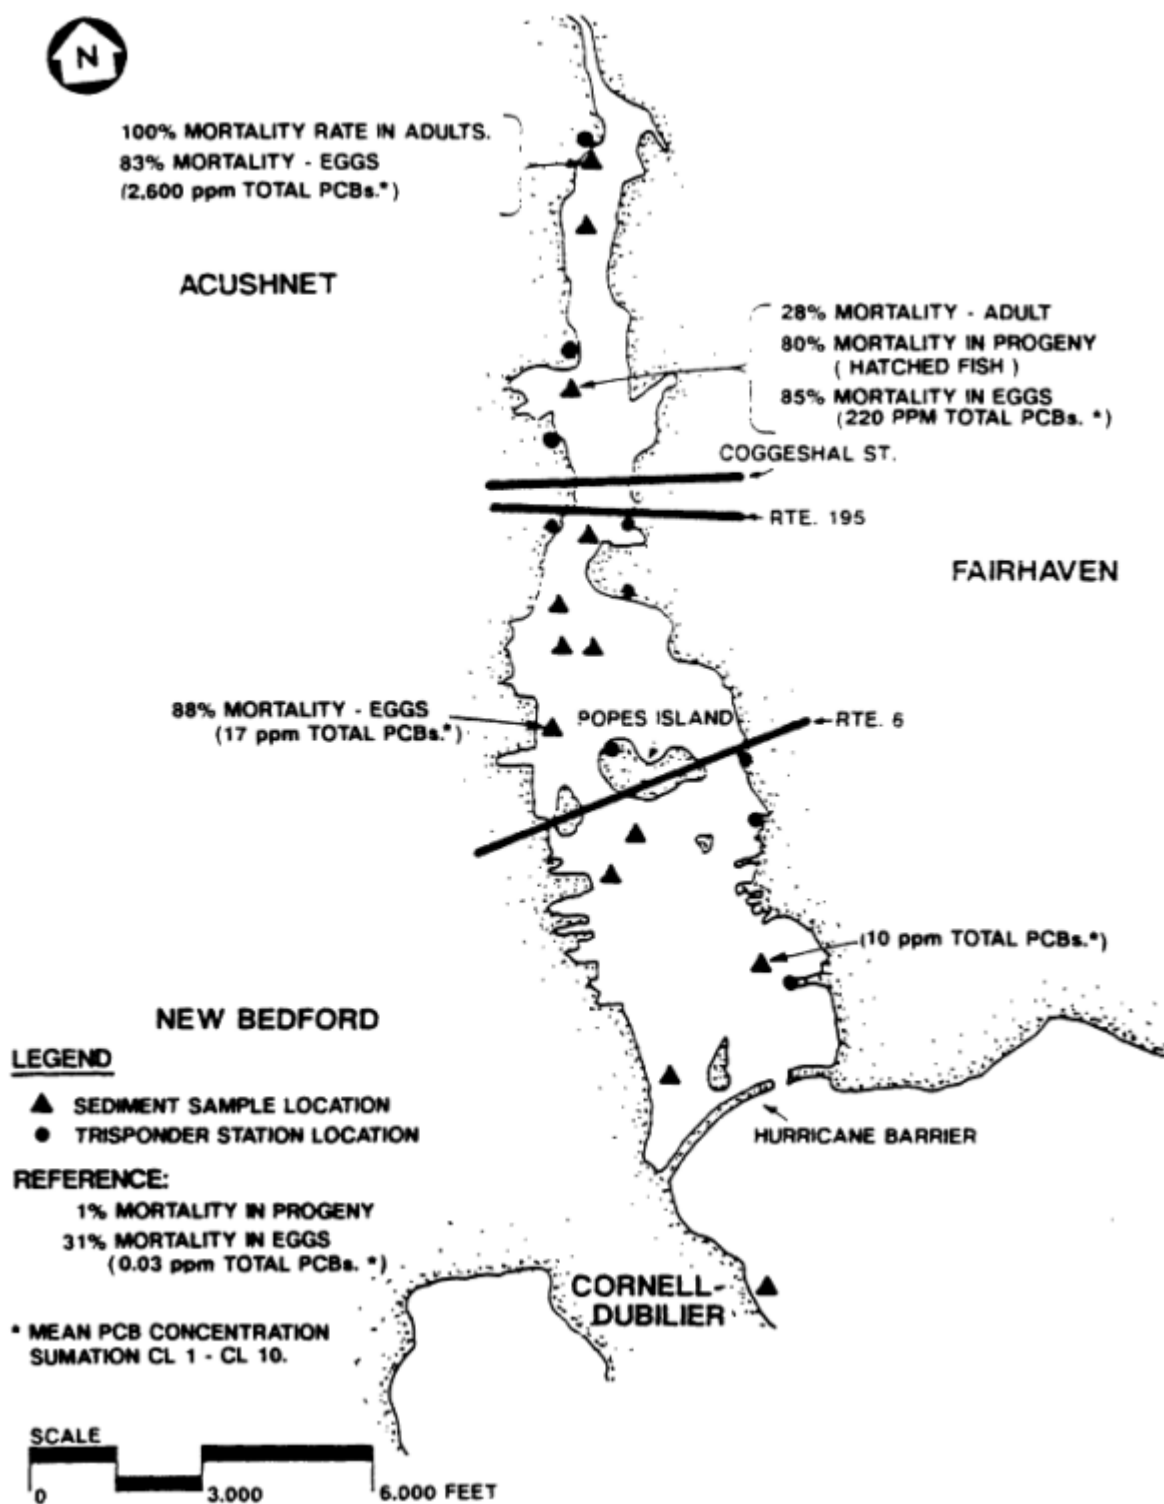 N
100% MORTALITY RATE IN ADULTS.
83% MORTALITY - EGGS
(2,600 ppm TOTAL PCBs.*)
ACUSHNET
28% MORTALITY - ADULT
80% MORTALITY IN PROGENY
( HATCHED FISH )
85% MORTALITY IN EGGS
(220 PPM TOTAL PCBs. *)
COGGESHAL ST.
RTE. 195
FAIRHAVEN
88% MORTALITY - EGGS
(17 ppm TOTAL PCBs.*)
POPES ISLAND
RTE. 6
(10 ppm TOTAL PCBs.*)
NEW BEDFORD
LEGEND
SEDIMENT SAMPLE LOCATION
TRISPONDER STATION LOCATION
HURRICANE BARRIER
REFERENCE:
1% MORTALITY IN PROGENY
31% MORTALITY IN EGGS
(0.03 ppm TOTAL PCBs. *)
CORNELL-
DUBILIER
* MEAN PCB CONCENTRATION
SUMATION CL 1 - CL 10.
SCALE
0 3,000 6,000 FEET